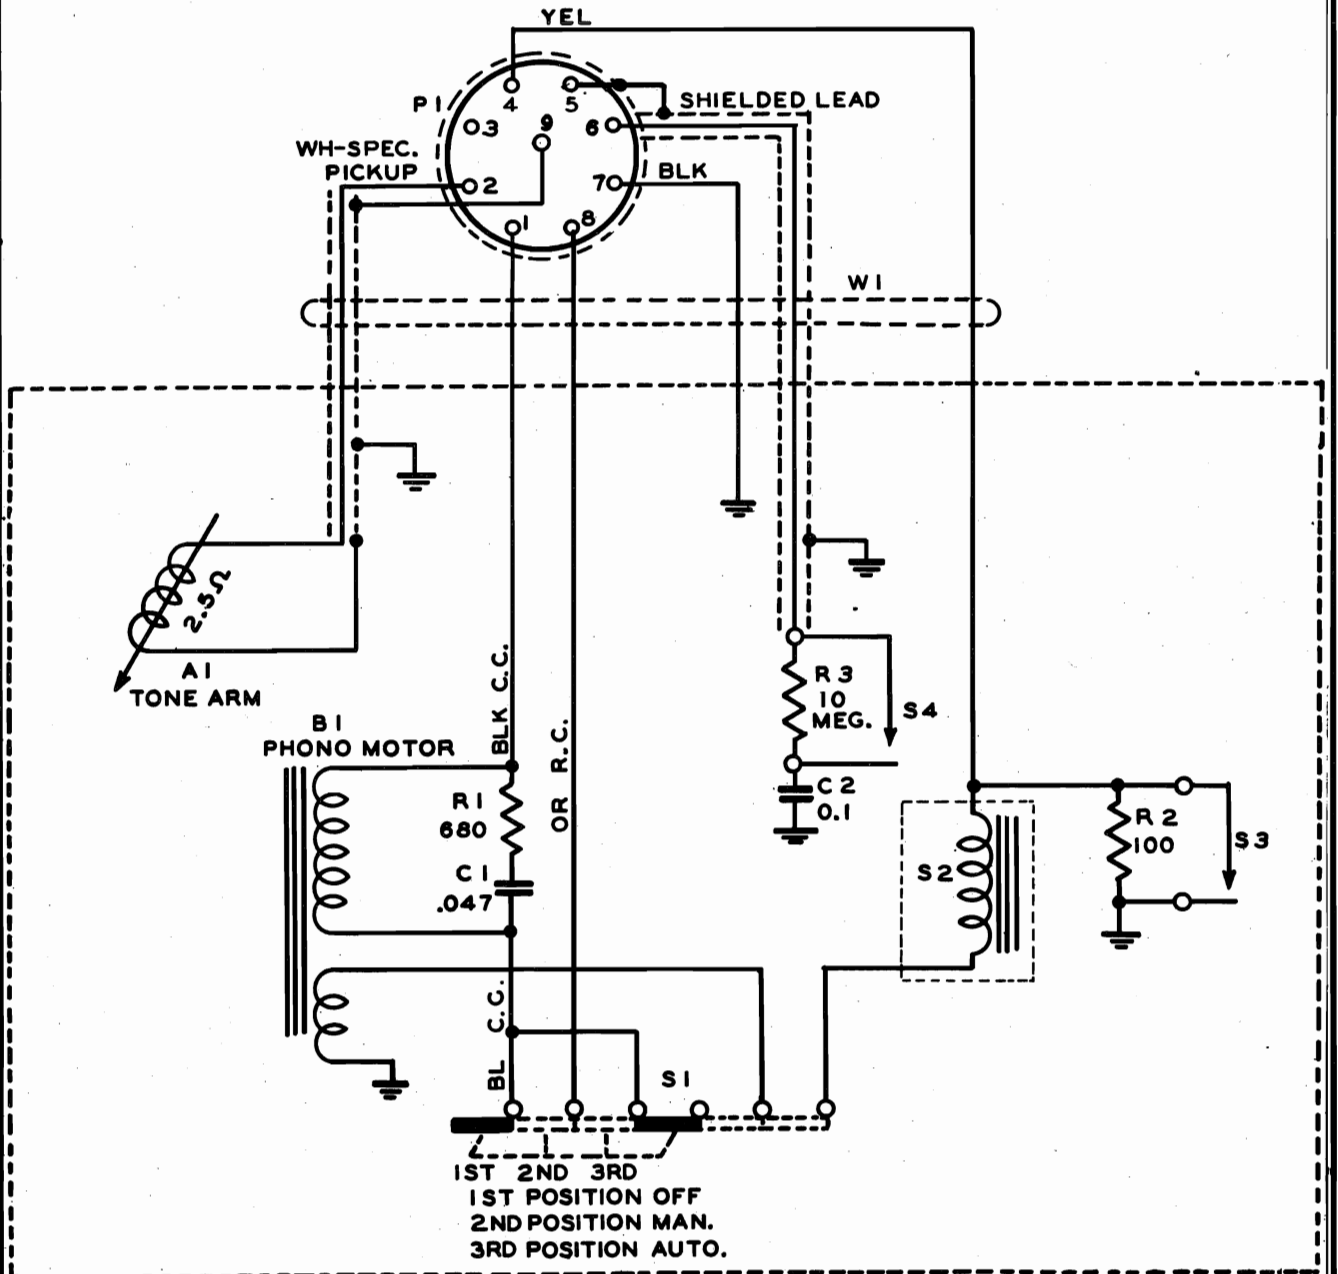 YEL
P1
4
5
SHIELDED LEAD
3
9
6
WH-SPEC.
PICKUP
2
7
BLK
1
8
W1
2.5Ω
A1
TONE ARM
BLK C.C.
OR R.C.
R3
10
MEG.
S4
B1
PHONO MOTOR
R1
680
C1
.047
C2
0.1
S2
R2
100
S3
BL C.C.
S1
1ST 2ND 3RD
1ST POSITION OFF
2ND POSITION MAN.
3RD POSITION AUTO.